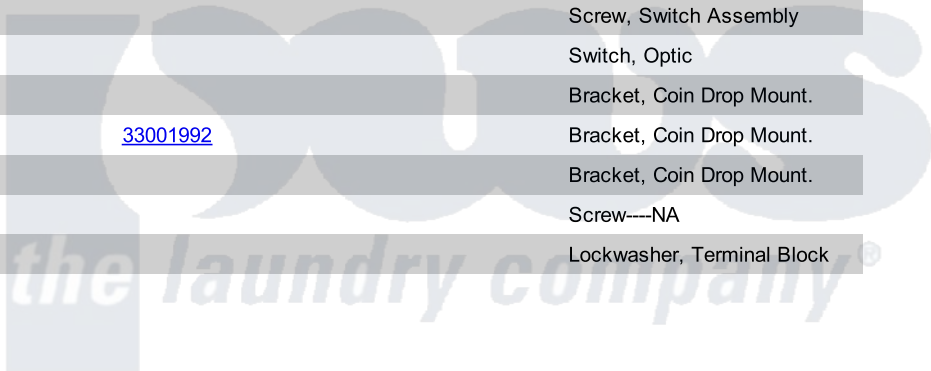 Screw, Switch Assembly
Switch, Optic
Bracket, Coin Drop Mount.
33001992 Bracket, Coin Drop Mount.
Bracket, Coin Drop Mount.
Screw----NA
Lockwasher, Terminal Block
pws
the laundry company®